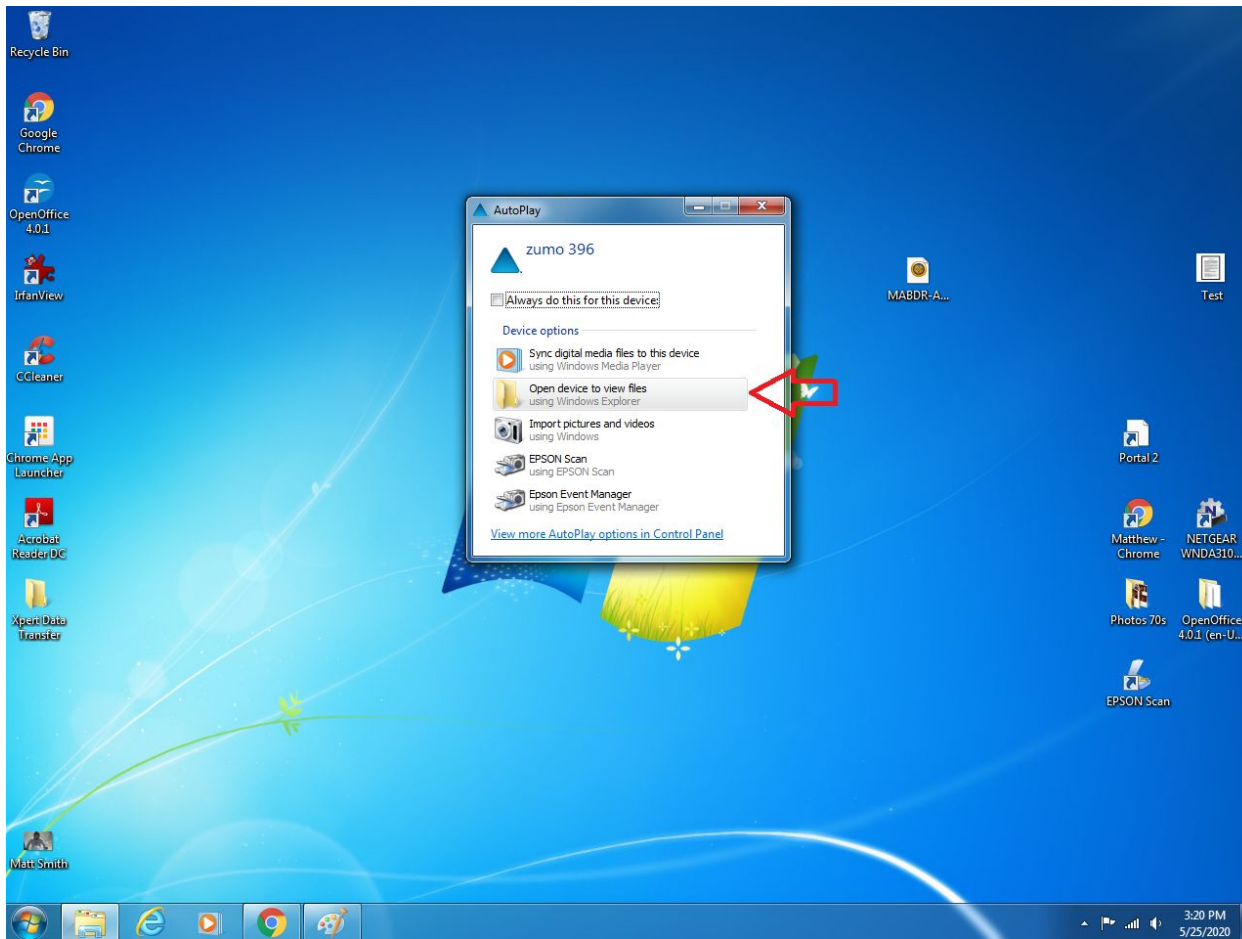 Recycle Bin
Google
Chrome
OpenOffice
4.0.1
IrfanView
CCleaner
Chrome App
Launcher
Acrobat
Reader DC
Xpert Data
Transfer
Matt Smith
AutoPlay
zumo 396
Always do this for this device:
Device options
Sync digital media files to this device
using Windows Media Player
Open device to view files
using Windows Explorer
Import pictures and videos
using Windows
EPSON Scan
using EPSON Scan
Epson Event Manager
using Epson Event Manager
View more AutoPlay options in Control Panel
MABDR-A...
Test
Portal 2
Matthew -
Chrome
NETGEAR
WNDA310...
Photos 70s
OpenOffice
4.0.1 (en-U...
EPSON Scan
3:20 PM
5/25/2020